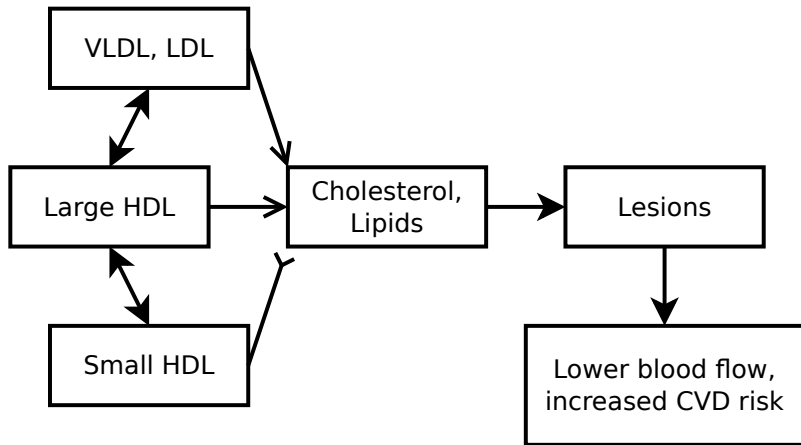 VLDL, LDL
Large HDL
Cholesterol,
Lipids
Lesions
Small HDL
Lower blood flow,
increased CVD risk